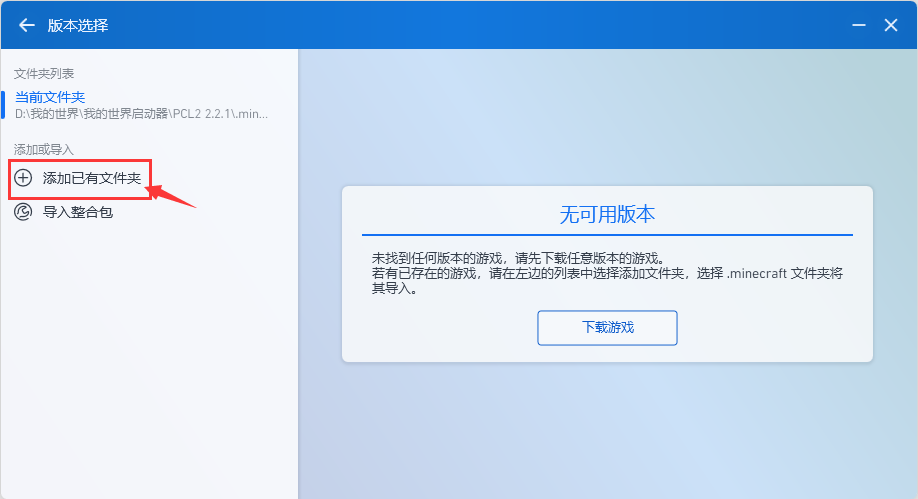 版本选择
文件夹列表
当前文件夹
D:\我的世界\我的世界启动器\PCL2 2.2.1\.min...
添加或导入
添加已有文件夹
导入整合包
无可用版本
未找到任何版本的游戏，请先下载任意版本的游戏。
若有已存在的游戏，请在左边的列表中选择添加文件夹，选择 .minecraft 文件夹将
其导入。
下载游戏